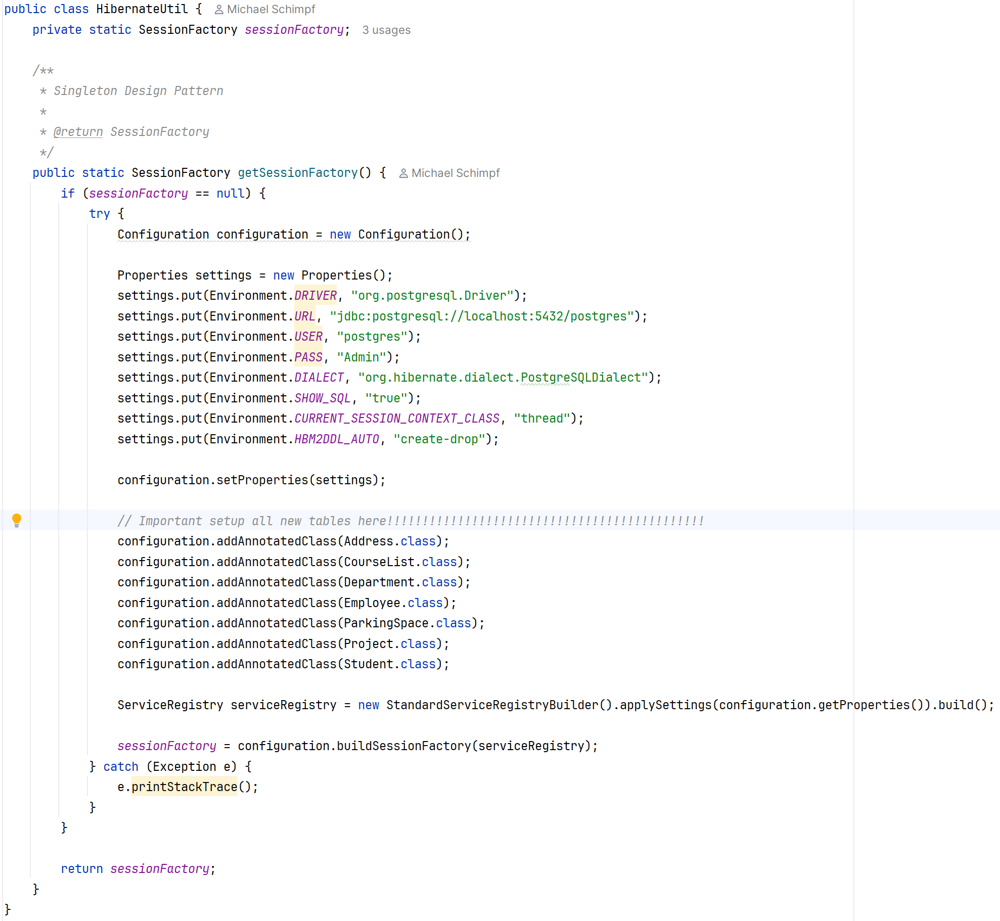 public class HibernateUtil { Michael Schimpf
private static SessionFactory sessionFactory; 3 usages
/**
* Singleton Design Pattern
*
* @return SessionFactory
*/
public static SessionFactory getSessionFactory() { Michael Schimpf
if (sessionFactory == null) {
try {
Configuration configuration = new Configuration();
Properties settings = new Properties();
settings.put(Environment.DRIVER, "org.postgresql.Driver");
settings.put(Environment.URL, "jdbc:postgresql://localhost:5432/postgres");
settings.put(Environment.USER, "postgres");
settings.put(Environment.PASS, "Admin");
settings.put(Environment.DIALECT, "org.hibernate.dialect.PostgreSQLDialect");
settings.put(Environment.SHOW_SQL, "true");
settings.put(Environment.CURRENT_SESSION_CONTEXT_CLASS, "thread");
settings.put(Environment.HBM2DDL_AUTO, "create-drop");
configuration.setProperties(settings);
// Important setup all new tables here!!!!!!!!!!!!!!!!!!!!!!!!!!!!!!!!!!!!!!!!!!!!!
configuration.addAnnotatedClass(Address.class);
configuration.addAnnotatedClass(CourseList.class);
configuration.addAnnotatedClass(Department.class);
configuration.addAnnotatedClass(Employee.class);
configuration.addAnnotatedClass(ParkingSpace.class);
configuration.addAnnotatedClass(Project.class);
configuration.addAnnotatedClass(Student.class);
ServiceRegistry serviceRegistry = new StandardServiceRegistryBuilder().applySettings(configuration.getProperties()).build();
sessionFactory = configuration.buildSessionFactory(serviceRegistry);
} catch (Exception e) {
e.printStackTrace();
}
}
return sessionFactory;
}
}